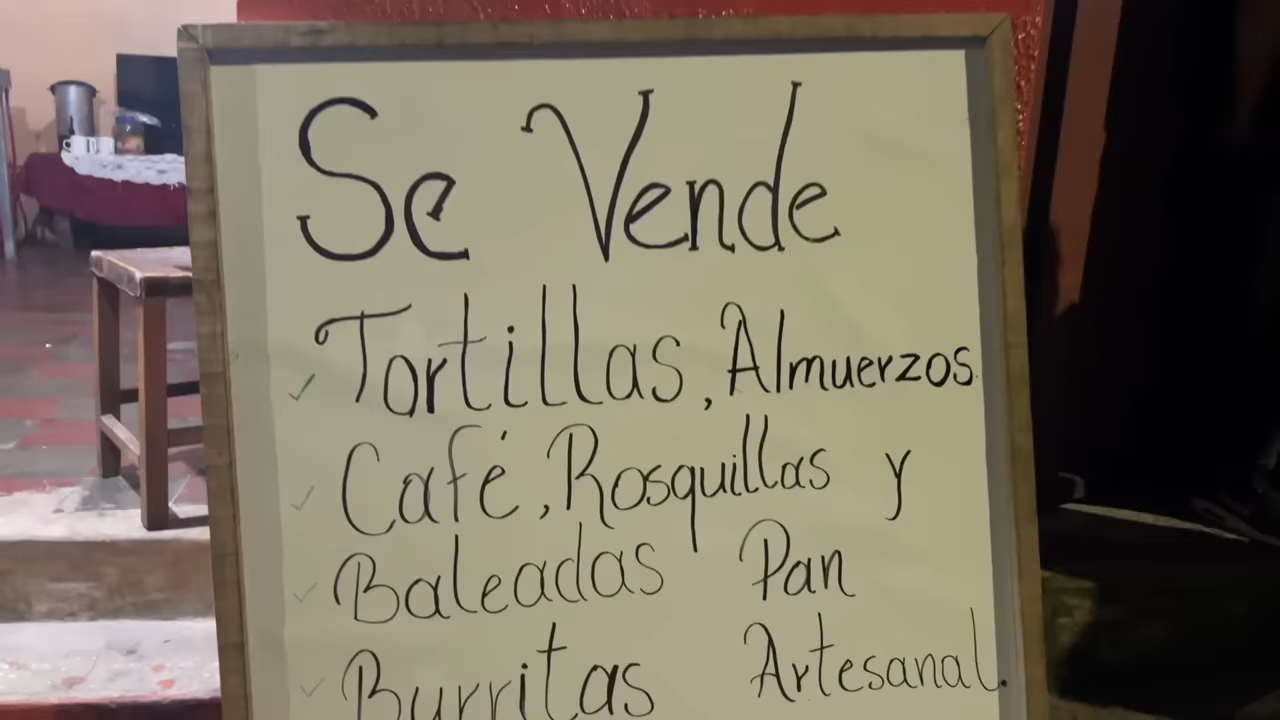 Se Vende
Tortillas, Almuerzos.
Café, Rosquillas y
Baleadas Pan
Burritas Artesanal.